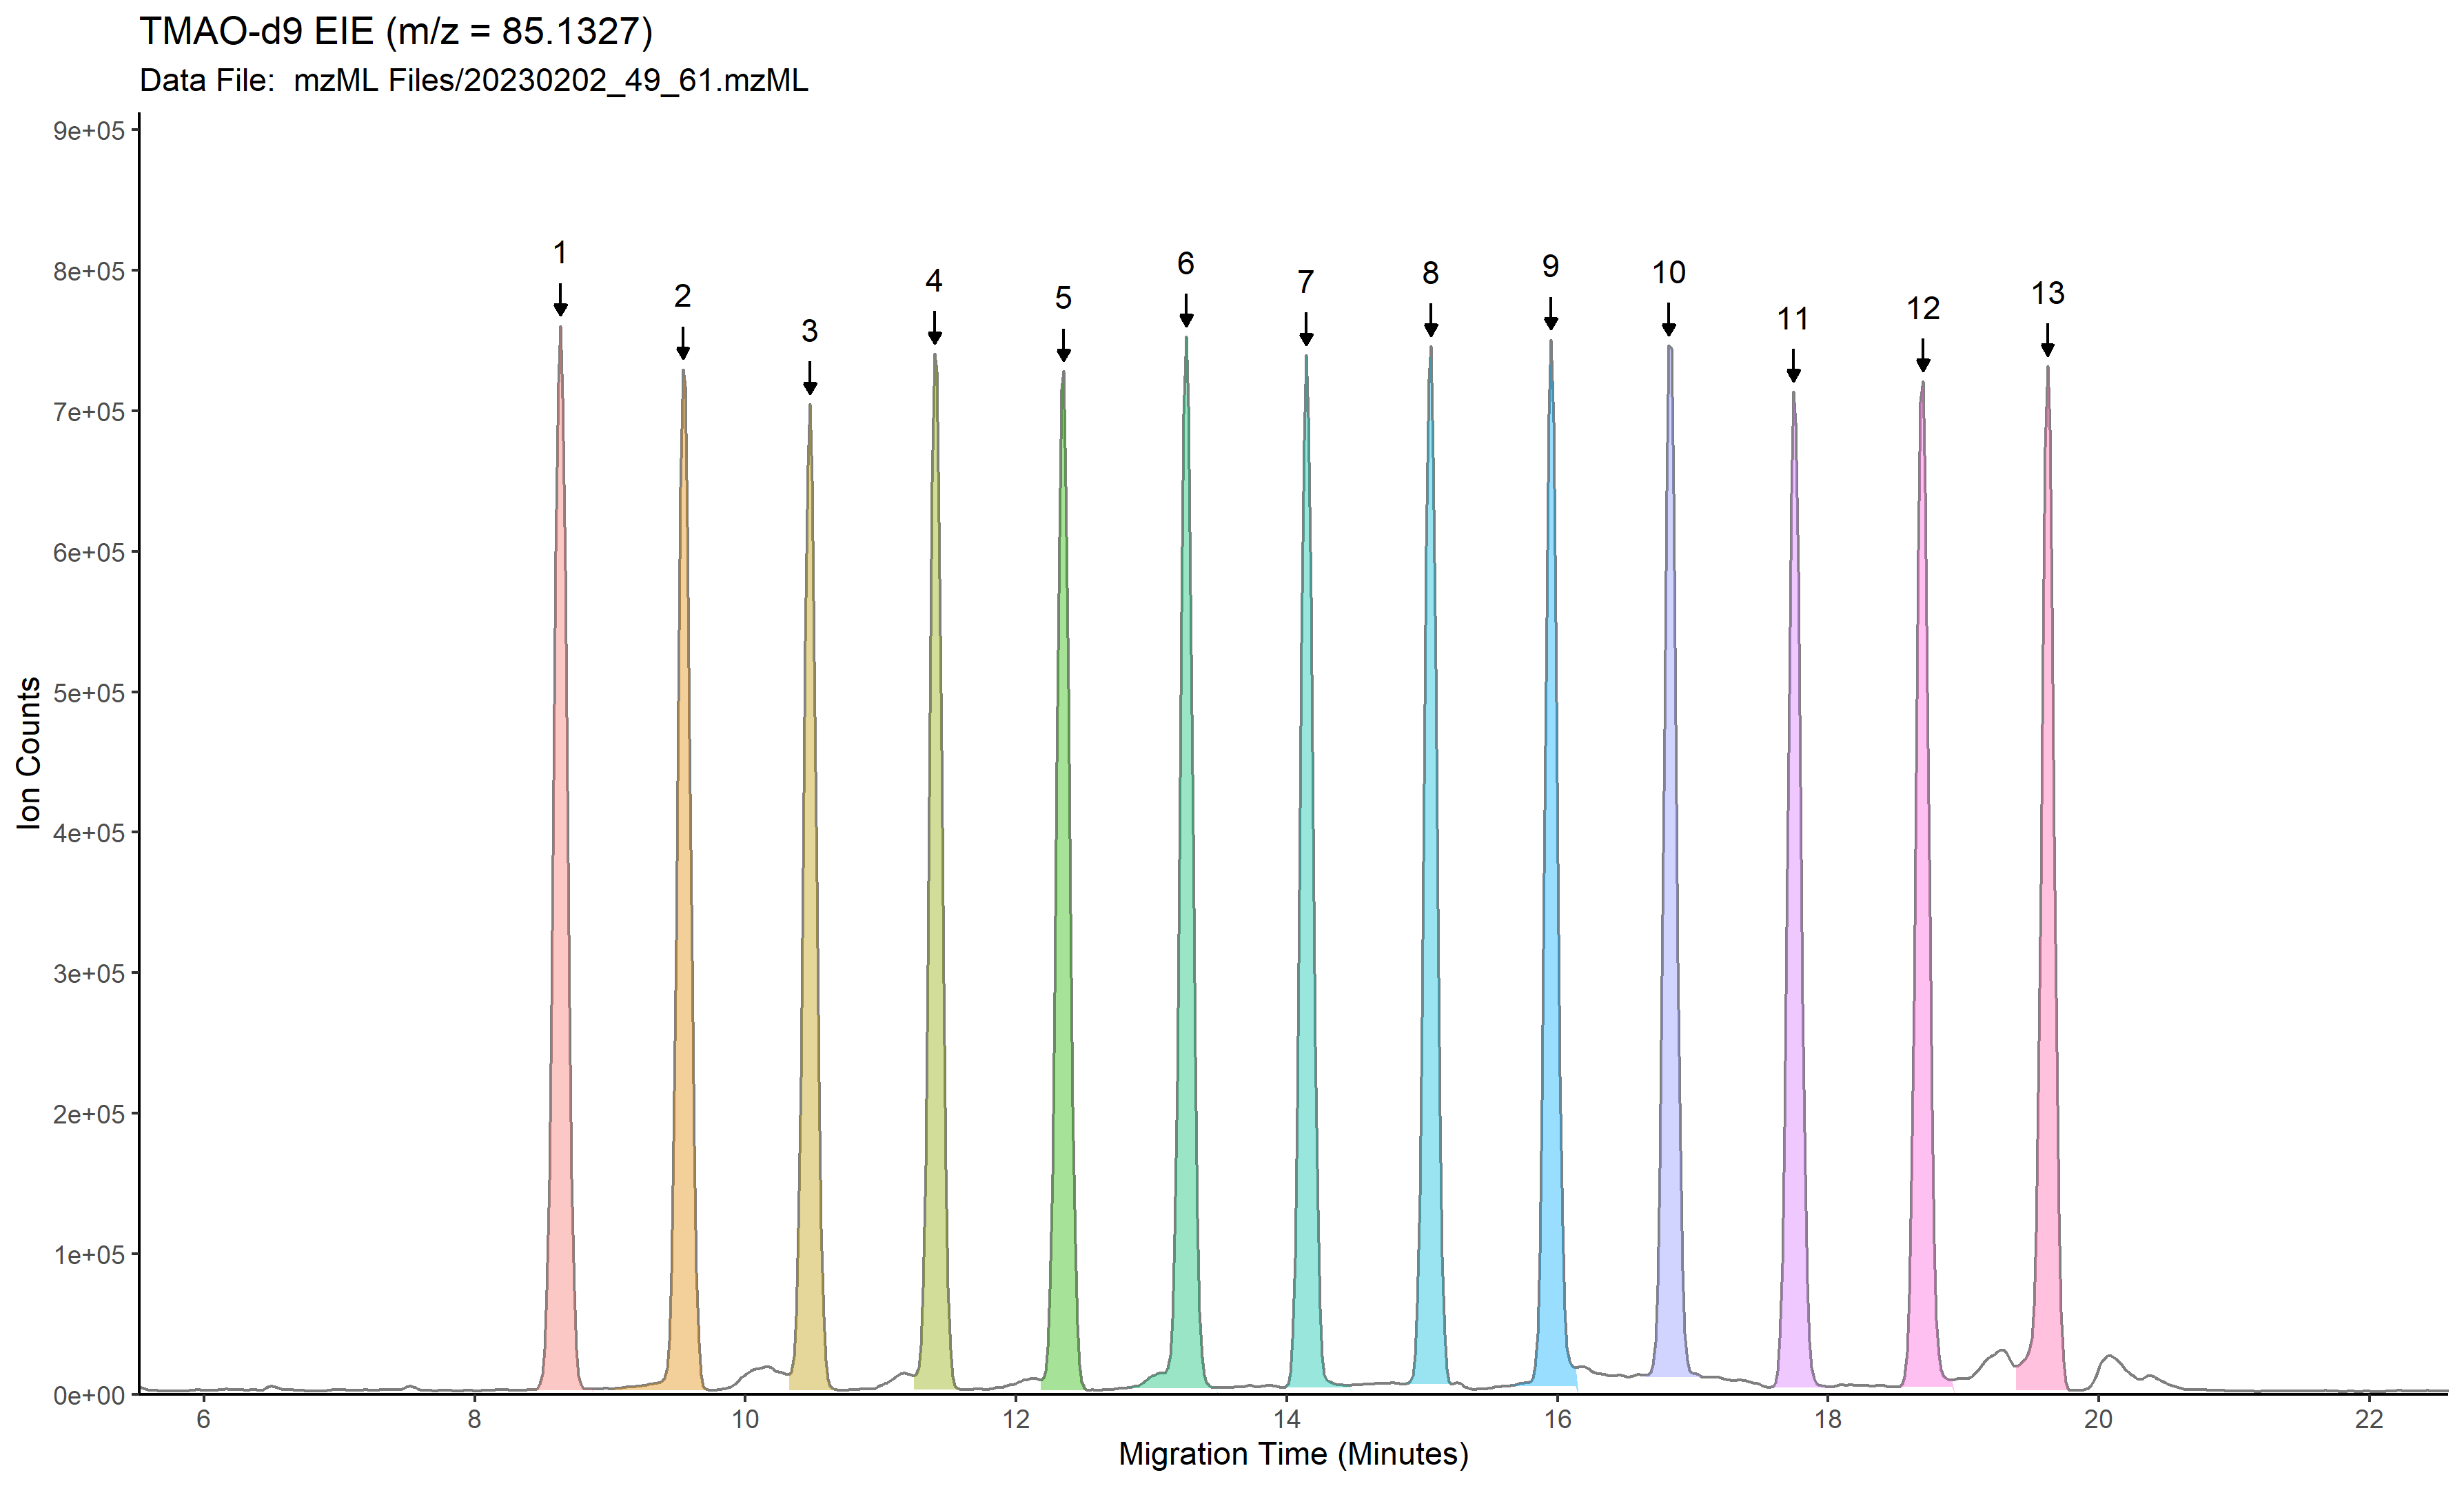 TMAO-d9 EIE (m/z = 85.1327)
Data File:  mzML Files/20230202_49_61.mzML
9e+05
8e+05
7e+05
6e+05
5e+05
4e+05
3e+05
2e+05
1e+05
0e+00
Ion Counts
1
2
3
4
5
6
7
8
9
10
11
12
13
6
8
10
12
14
16
18
20
22
Migration Time (Minutes)